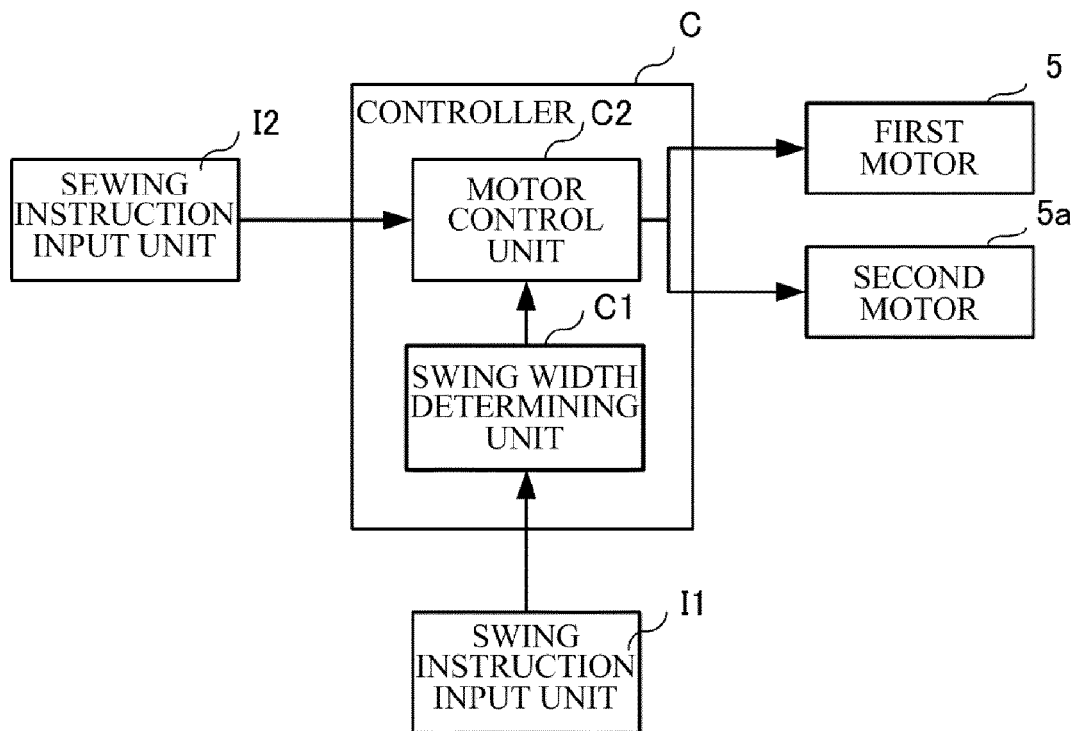 C
CONTROLLER
I2
SEWING
INSTRUCTION
INPUT UNIT
C2
MOTOR
CONTROL
UNIT
5
FIRST
MOTOR
5a
SECOND
MOTOR
C1
SWING WIDTH
DETERMINING
UNIT
I1
SWING
INSTRUCTION
INPUT UNIT